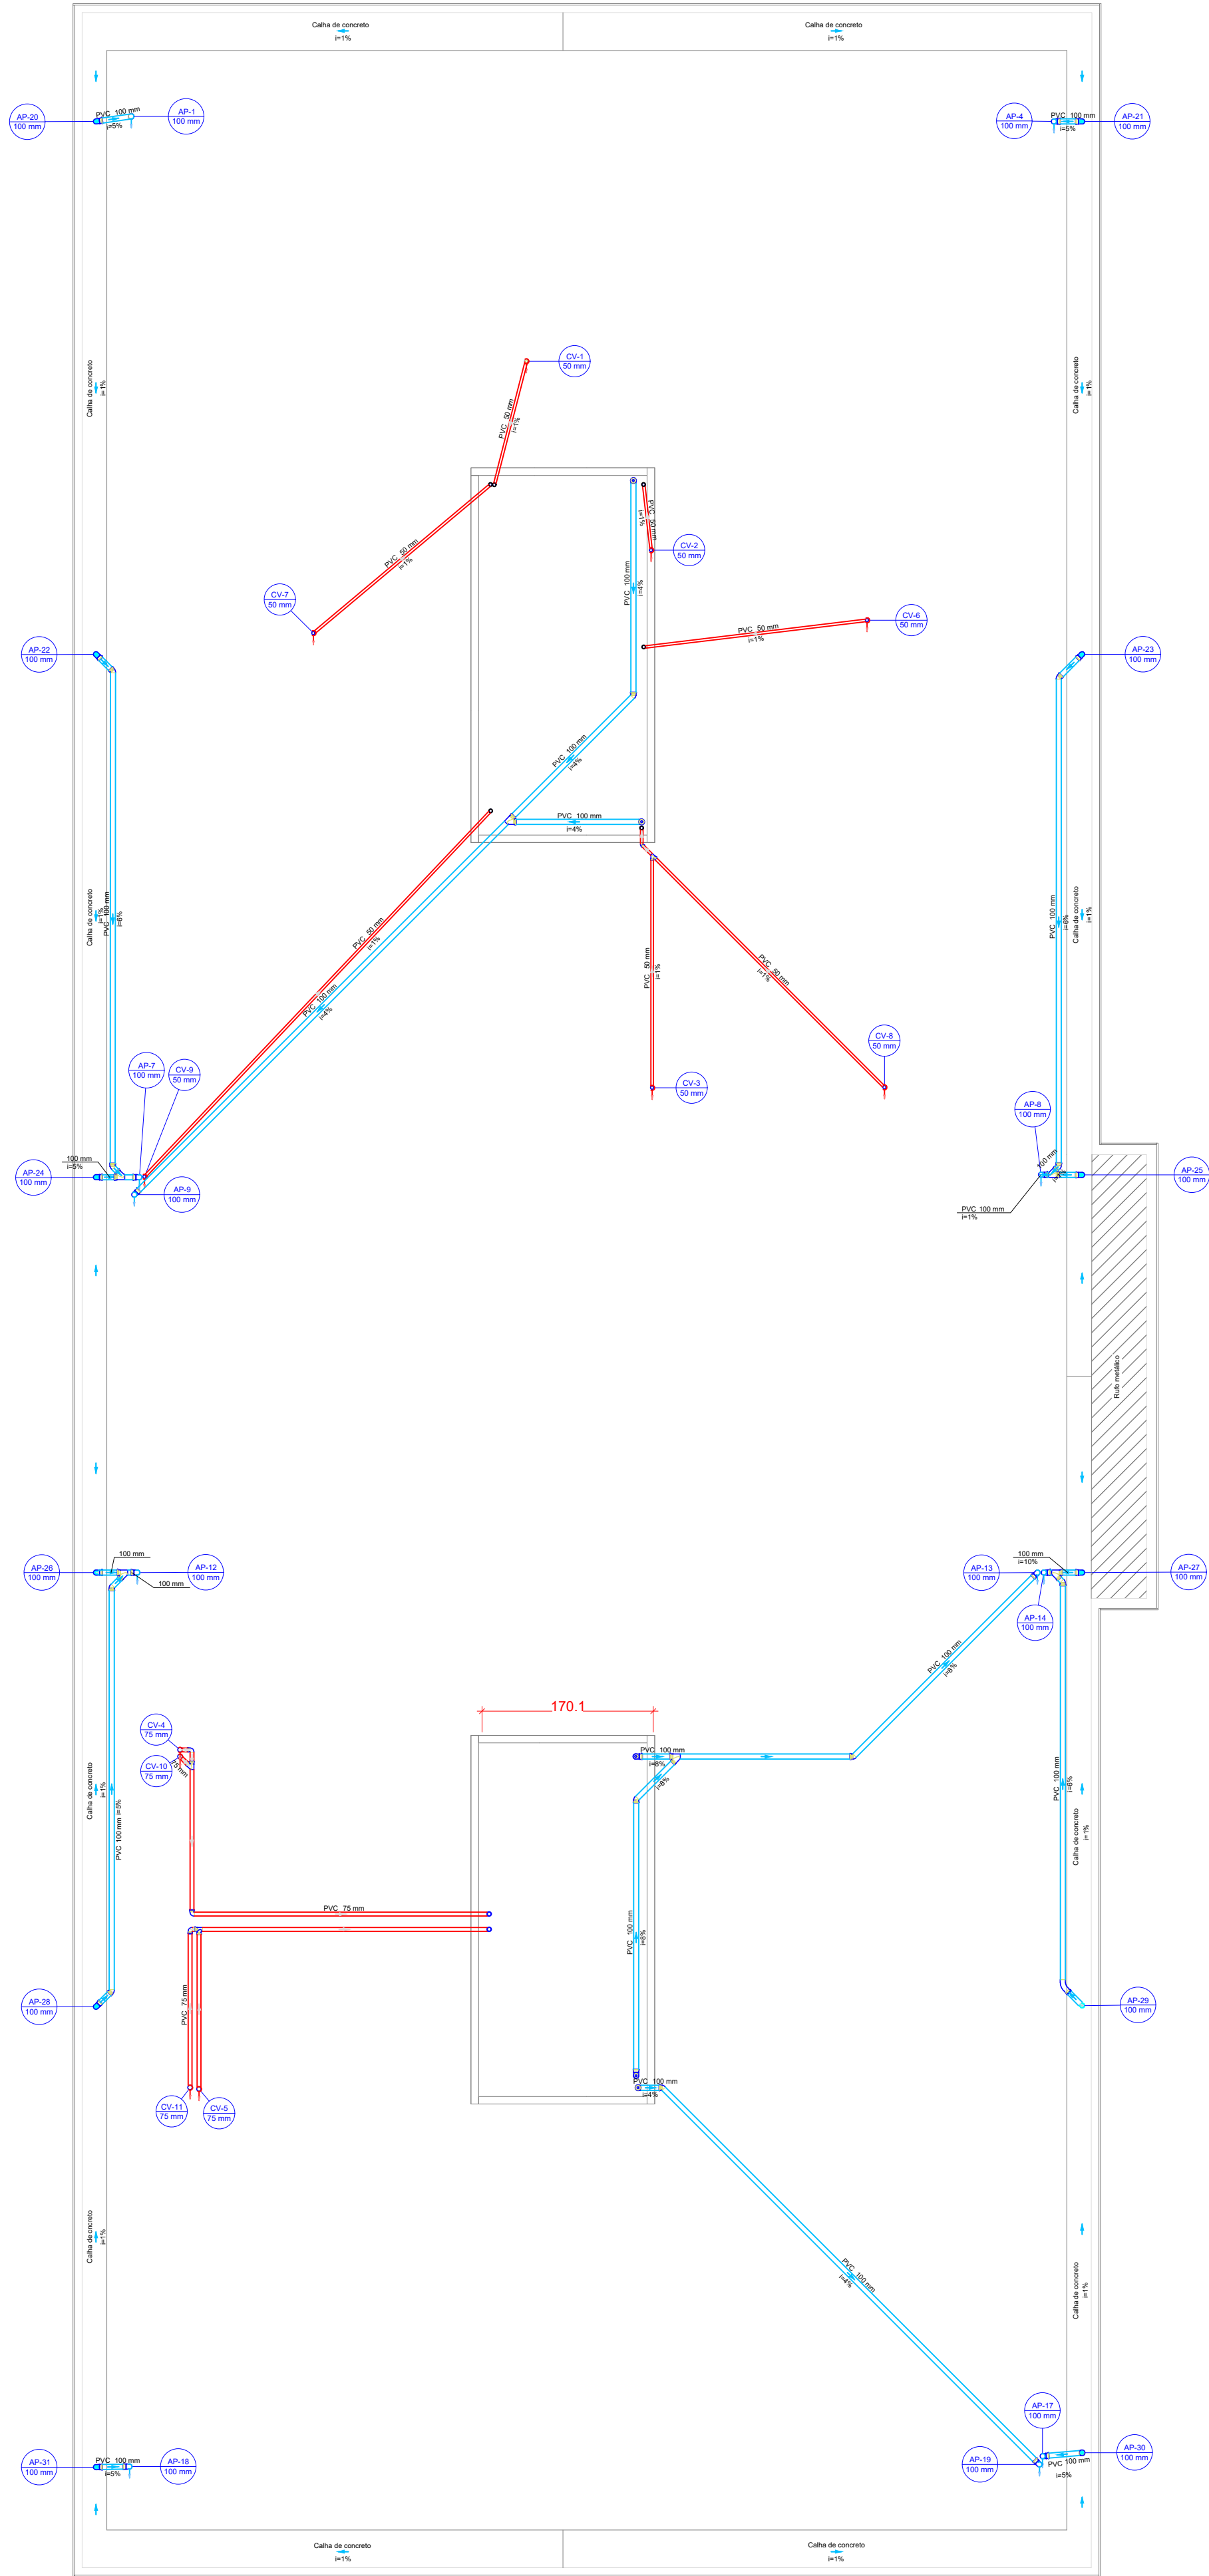 Calha de concreto
i=1%
Calha de concreto
i=1%
AP-20
100 mm
PVC 100 mm
i=5%
AP-1
100 mm
AP-4
100 mm
PVC 100 mm
i=5%
AP-21
100 mm
Calha de concreto
i=1%
CV-1
50 mm
PVC 50 mm
i=1%
Calha de concreto
i=1%
PVC 50 mm
i=1%
PVC 50 mm
i=1%
CV-2
50 mm
PVC 100 mm
i=4%
CV-7
50 mm
PVC 50 mm
i=1%
CV-6
50 mm
AP-22
100 mm
AP-23
100 mm
PVC 100 mm
i=4%
PVC 100 mm
i=4%
Calha de concreto
i=1%
PVC 100 mm
i=6%
PVC 50 mm
i=1%
PVC 100 mm
i=4%
PVC 50 mm
i=1%
PVC 50 mm
i=1%
PVC 100 mm
i=6%
Calha de concreto
i=1%
AP-7
100 mm
CV-9
50 mm
CV-8
50 mm
CV-3
50 mm
AP-8
100 mm
100 mm
i=5%
AP-24
100 mm
AP-9
100 mm
100 mm
AP-25
100 mm
PVC 100 mm
i=1%
Rufo metálico
AP-26
100 mm
100 mm
AP-12
100 mm
100 mm
AP-13
100 mm
100 mm
i=10%
AP-27
100 mm
AP-14
100 mm
PVC 100 mm
i=8%
170.1
CV-4
75 mm
CV-10
75 mm
75 mm
PVC 100 mm
i=8%
i=8%
Calha de concreto
i=1%
PVC 100 mm i=5%
PVC 100 mm
i=6%
Calha de concreto
i=1%
PVC 75 mm
PVC 100 mm
i=8%
PVC 75 mm
AP-28
100 mm
AP-29
100 mm
PVC 100 mm
i=4%
CV-11
75 mm
CV-5
75 mm
Calha de cncreto
i=1%
PVC 100 mm
i=4%
Calha de concreto
i=1%
AP-17
100 mm
AP-31
100 mm
PVC 100 mm
i=5%
AP-18
100 mm
AP-19
100 mm
PVC 100 mm
i=5%
AP-30
100 mm
Calha de concreto
i=1%
Calha de concreto
i=1%